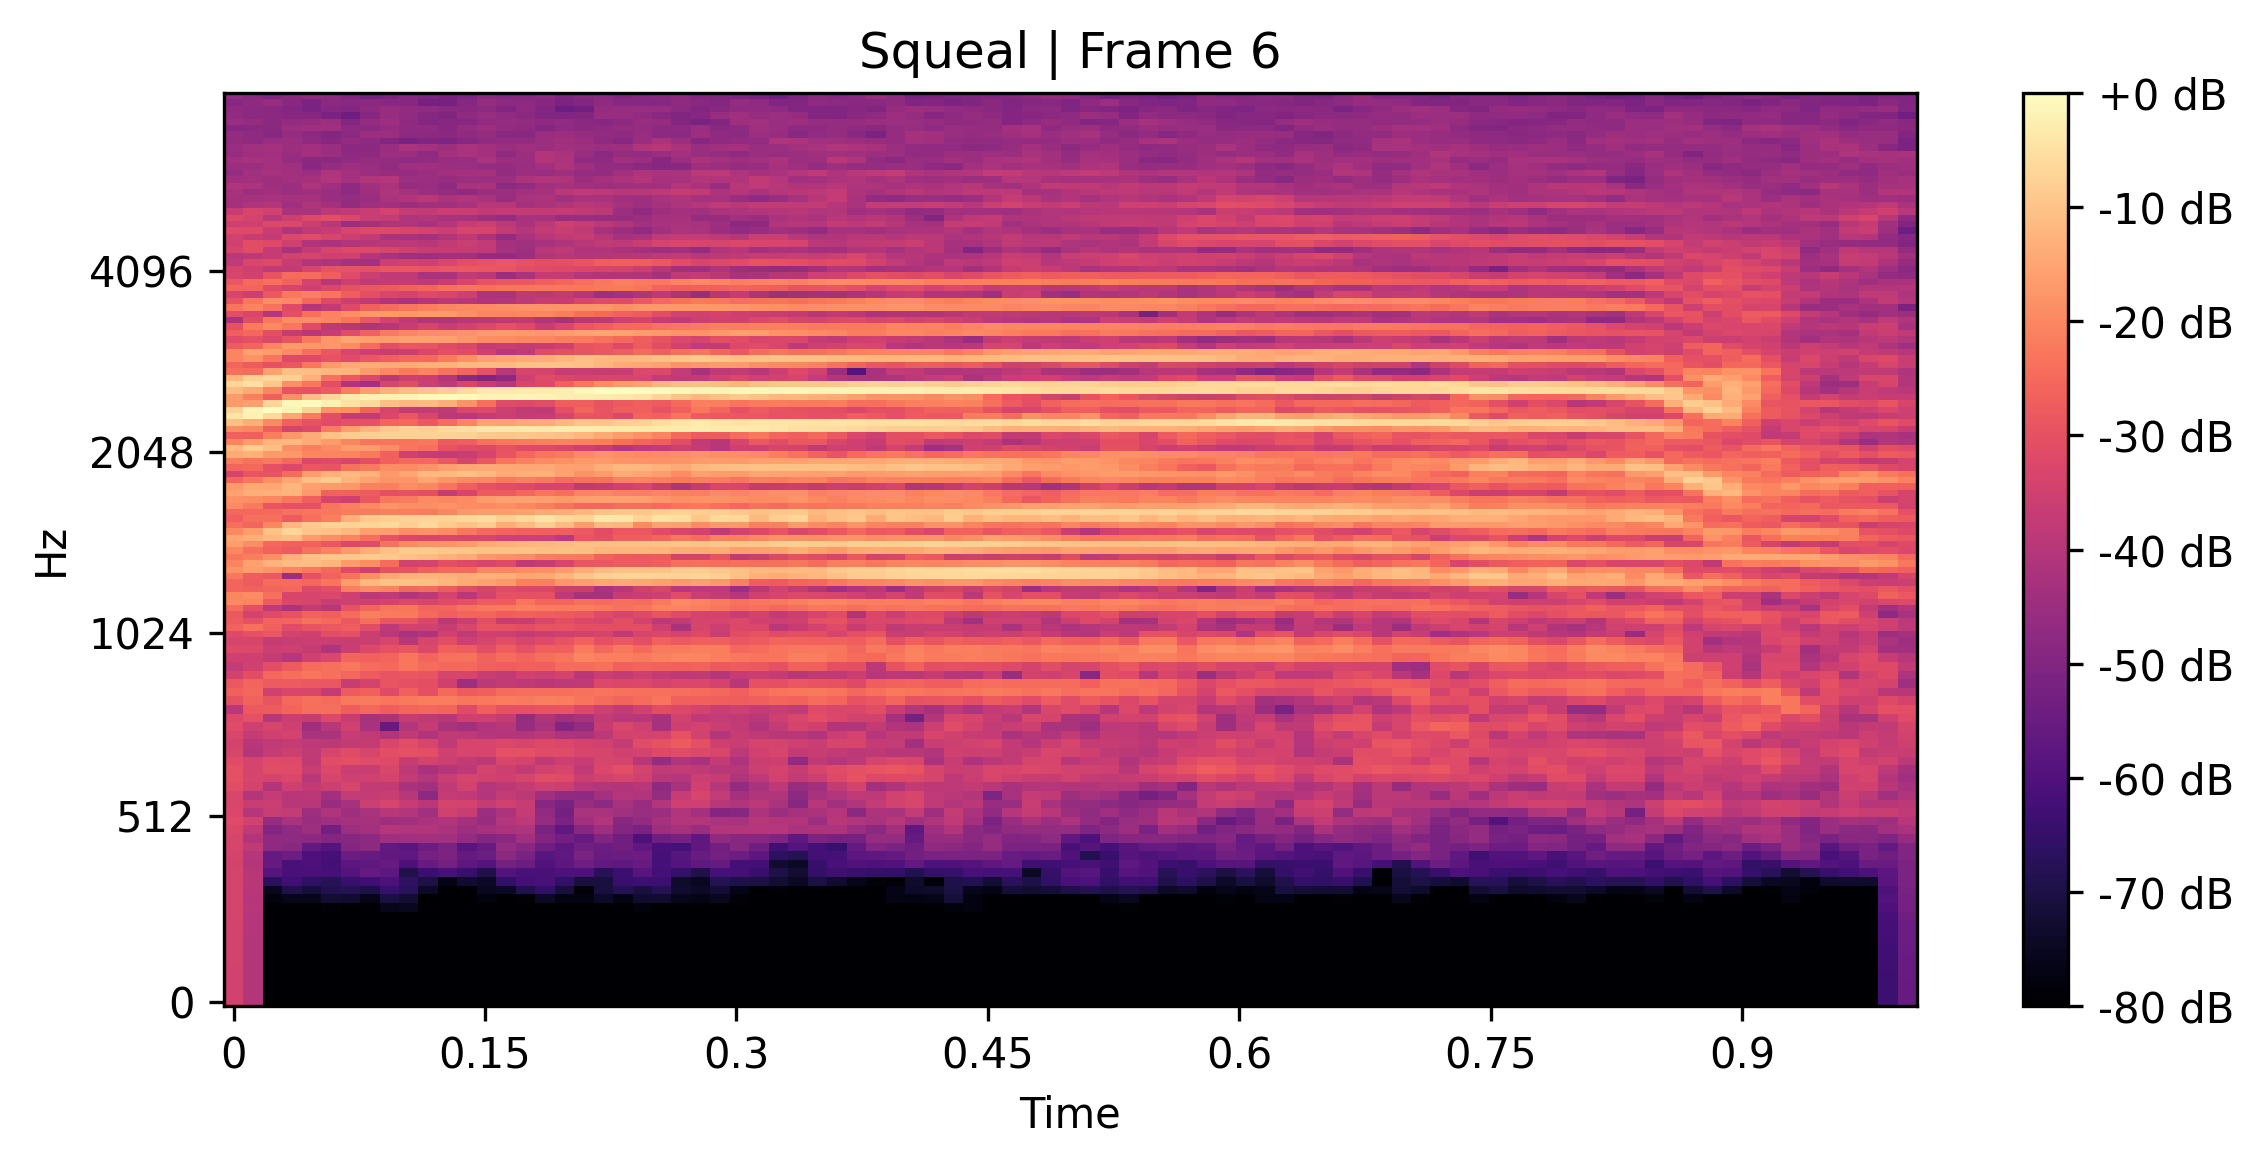 Squeal | Frame 6
Hz
4096
2048
1024
512
0
0 0.15 0.3 0.45 0.6 0.75 0.9
Time
+0 dB
-10 dB
-20 dB
-30 dB
-40 dB
-50 dB
-60 dB
-70 dB
-80 dB